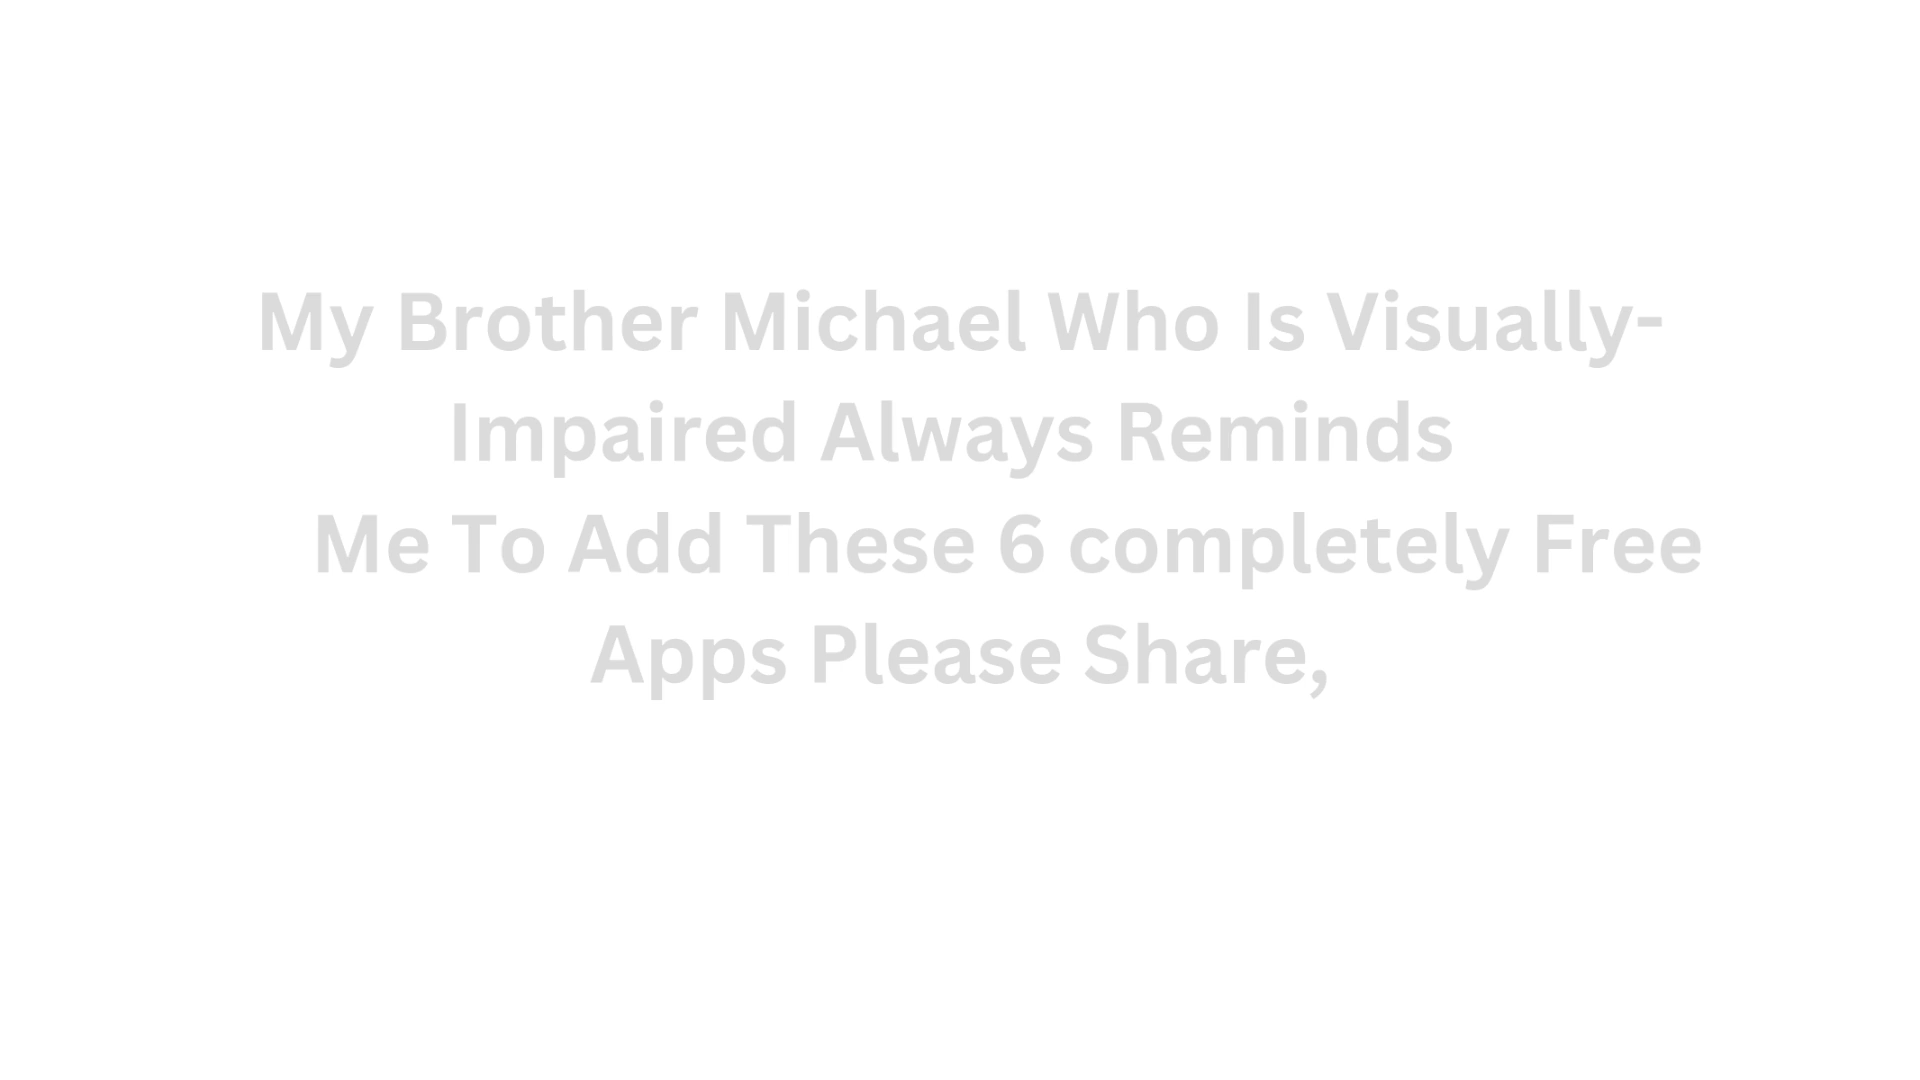 My Brother Michael Who Is Visually-
Impaired Always Reminds
Me To Add These 6 completely Free
Apps Please Share,